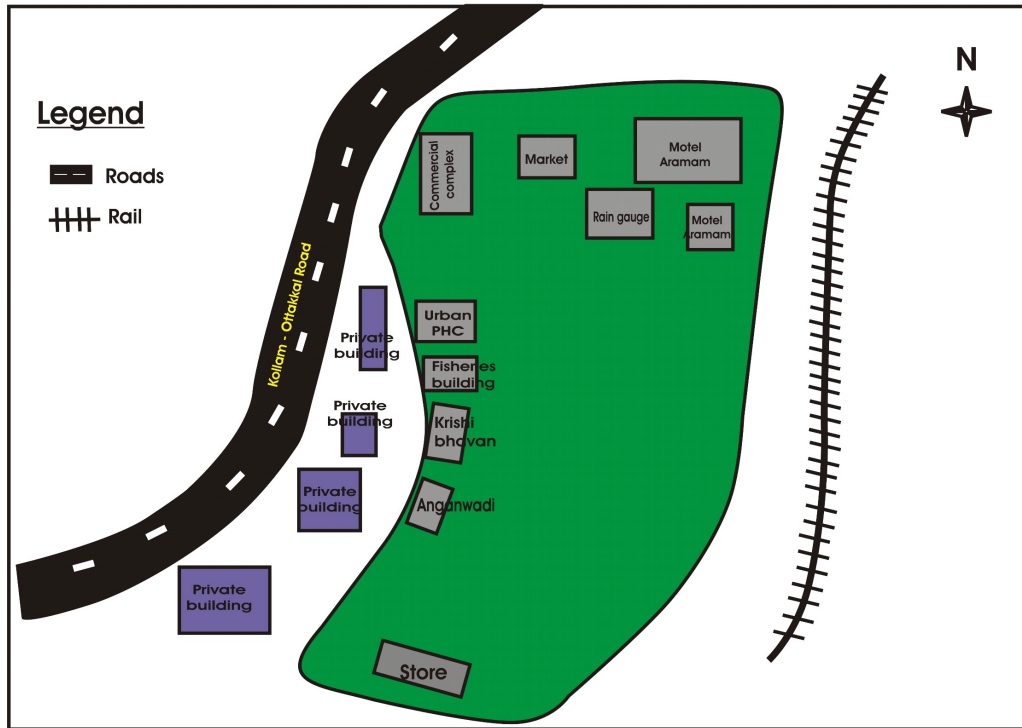 N
Legend
Roads
Rail
Kollam - Ottakkal Road
Commercial
complex
Market
Motel
Aramam
Rain gauge
Motel
Aramam
Urban
PHC
Private
building
Fisheries
building
Private
building
Krishi
bhavan
Private
building
Anganwadi
Private
building
Store